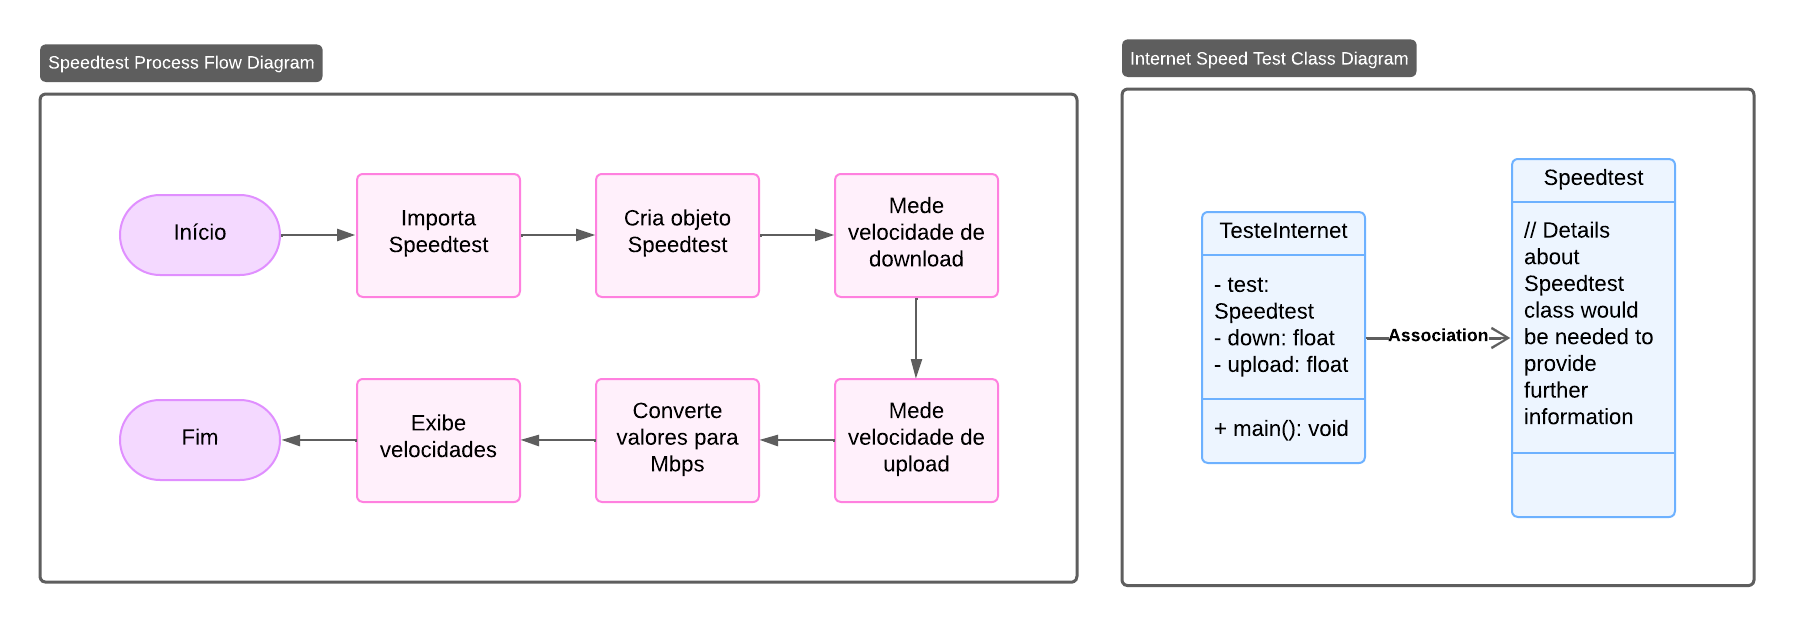 Speedtest Process Flow Diagram
Início
Importa
Speedtest
Cria objeto
Speedtest
Mede
velocidade de
download
Mede
velocidade de
upload
Converte
valores para
Mbps
Exibe
velocidades
Fim
Internet Speed Test Class Diagram
TesteInternet
- test:
Speedtest
- down: float
- upload: float
+ main(): void
Association
Speedtest
// Details
about
Speedtest
class would
be needed to
provide
further
information